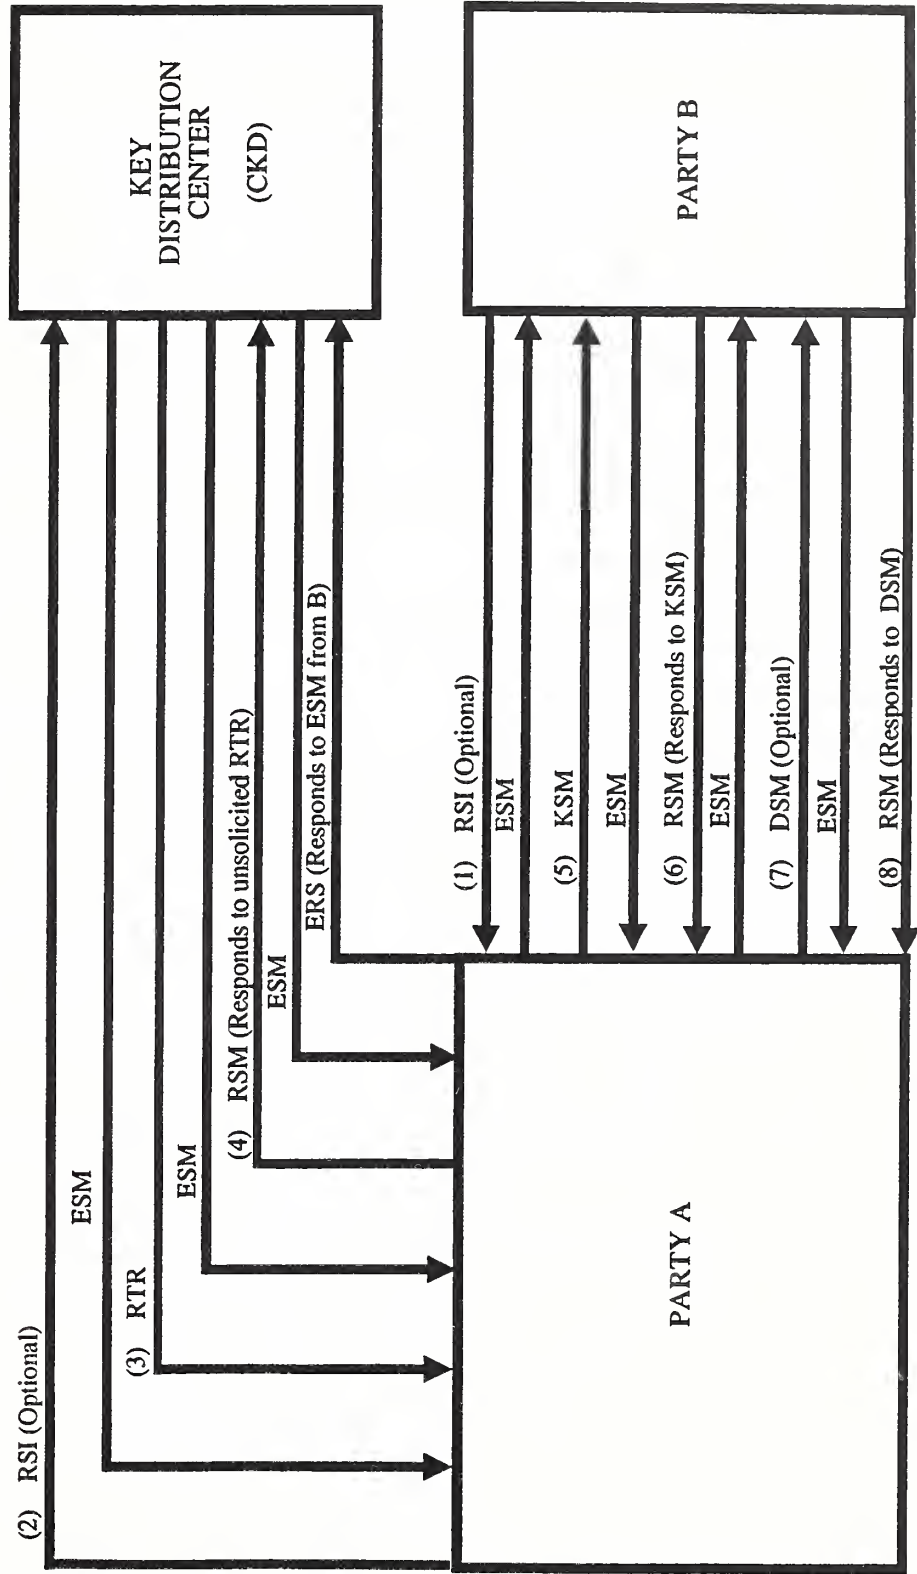 (2) RSI (Optional)
ESM
(3) RTR
ESM
(4) RSM (Responds to unsolicited RTR)
ESM
ERS (Responds to ESM from B)
KEY
DISTRIBUTION
CENTER
(CKD)
(1) RSI (Optional)
ESM
(5) KSM
ESM
(6) RSM (Responds to KSM)
ESM
(7) DSM (Optional)
ESM
(8) RSM (Responds to DSM)
PARTY A
PARTY B